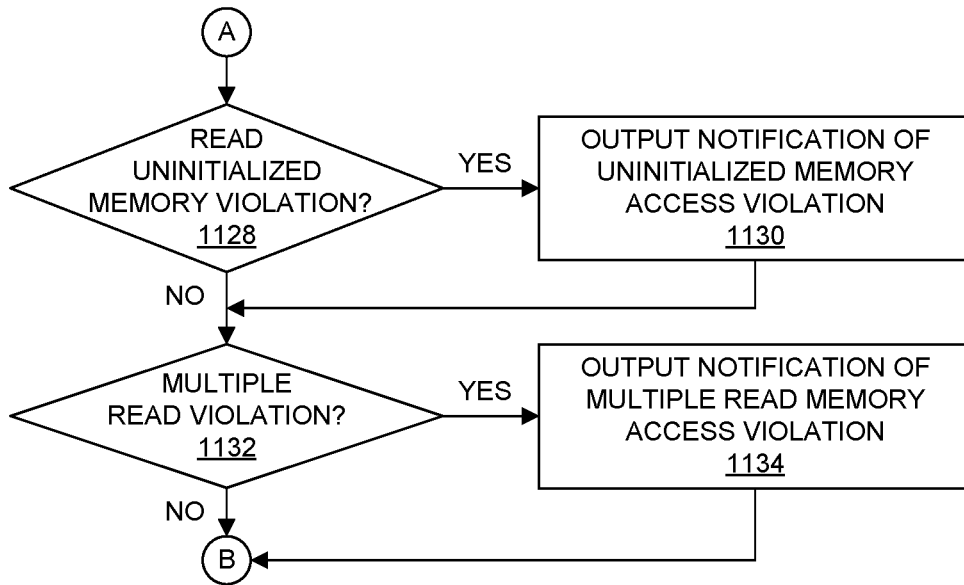 A
READ
UNINITIALIZED
MEMORY VIOLATION?
1128
YES
OUTPUT NOTIFICATION OF
UNINITIALIZED MEMORY
ACCESS VIOLATION
1130
NO
MULTIPLE
READ VIOLATION?
1132
YES
OUTPUT NOTIFICATION OF
MULTIPLE READ MEMORY
ACCESS VIOLATION
1134
NO
B